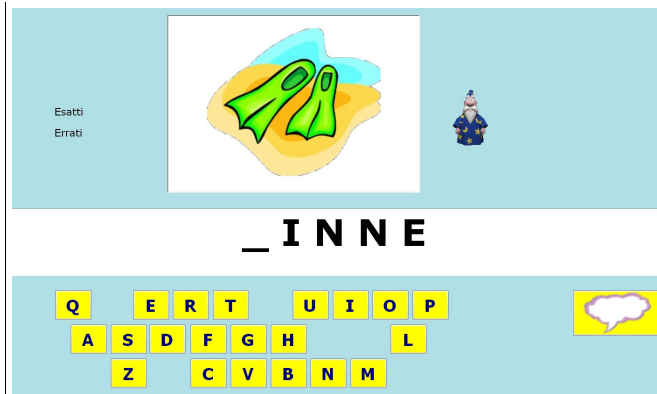 Esatti
Errati
_ I N N E
Q E R T U I O P
A S D F G H L
Z C V B N M